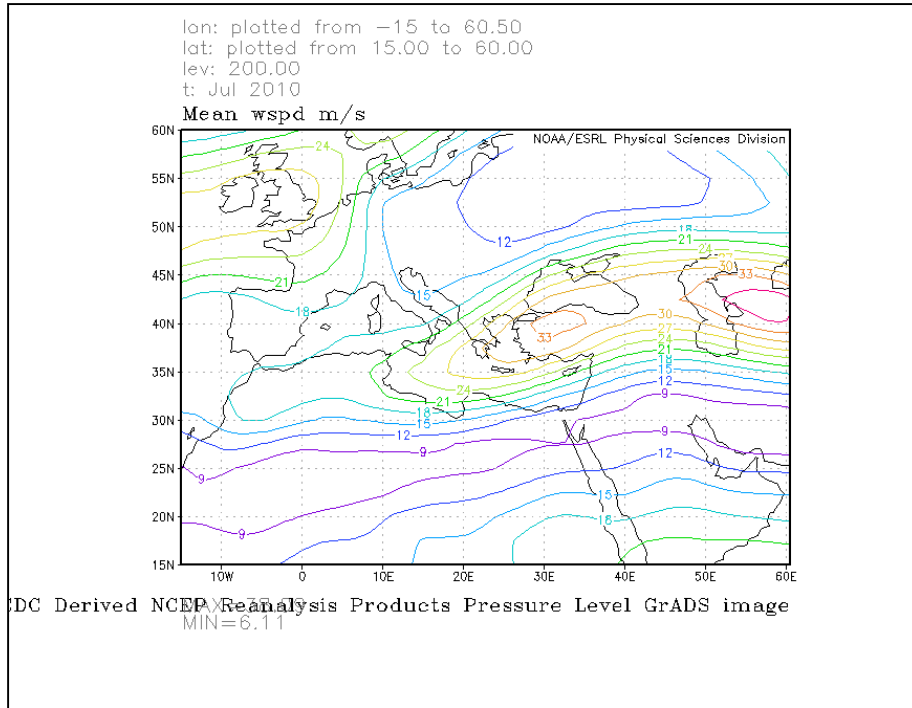 lon: plotted from −15 to 60.50
lat: plotted from 15.00 to 60.00
lev: 200.00
t: Jul 2010
Mean wspd m/s
NOAA/ESRL Physical Sciences Division
60N
55N
50N
45N
40N
35N
30N
25N
20N
15N
24
12
18
21
24
27
30
33
21
18
15
33
30
27
24
21
18
15
12
9
24
21
18
15
12
9
9
9
12
15
18
9
10W
0
10E
20E
30E
40E
50E
60E
CDC Derived NCEP Reanalysis Products Pressure Level GrADS image
MIN=6.11